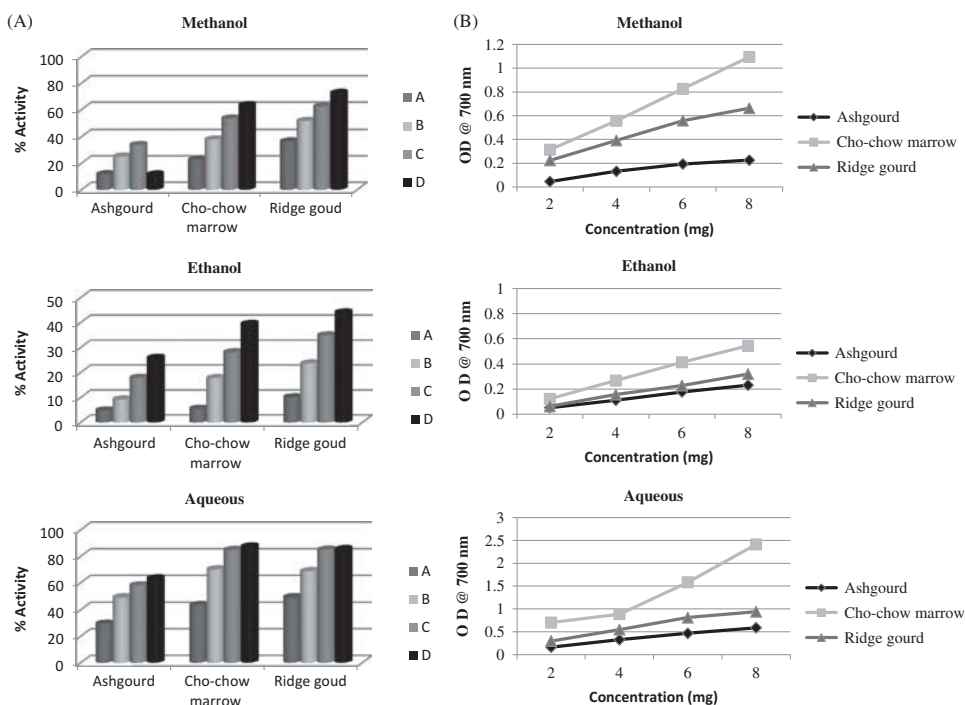 (A)
Methanol
% Activity
100
80
60
40
20
0
Ashgourd
Cho-chow marrow
Ridge goud
A
B
C
D
Ethanol
% Activity
50
40
30
20
10
0
Ashgourd
Cho-chow marrow
Ridge goud
A
B
C
D
Aqueous
% Activity
100
80
60
40
20
0
Ashgourd
Cho-chow marrow
Ridge goud
A
B
C
D
(B)
Methanol
OD @ 700 nm
1.2
1
0.8
0.6
0.4
0.2
0
2 4 6 8
Concentration (mg)
Ashgourd
Cho-chow marrow
Ridge gourd
Ethanol
O D @ 700 nm
1
0.8
0.6
0.4
0.2
0
2 4 6 8
Concentration (mg)
Ashgourd
Cho-chow marrow
Ridge gourd
Aqueous
O D @ 700 nm
3
2.5
2
1.5
1
0.5
0
2 4 6 8
Concentration (mg)
Ashgourd
Cho-chow marrow
Ridge gourd